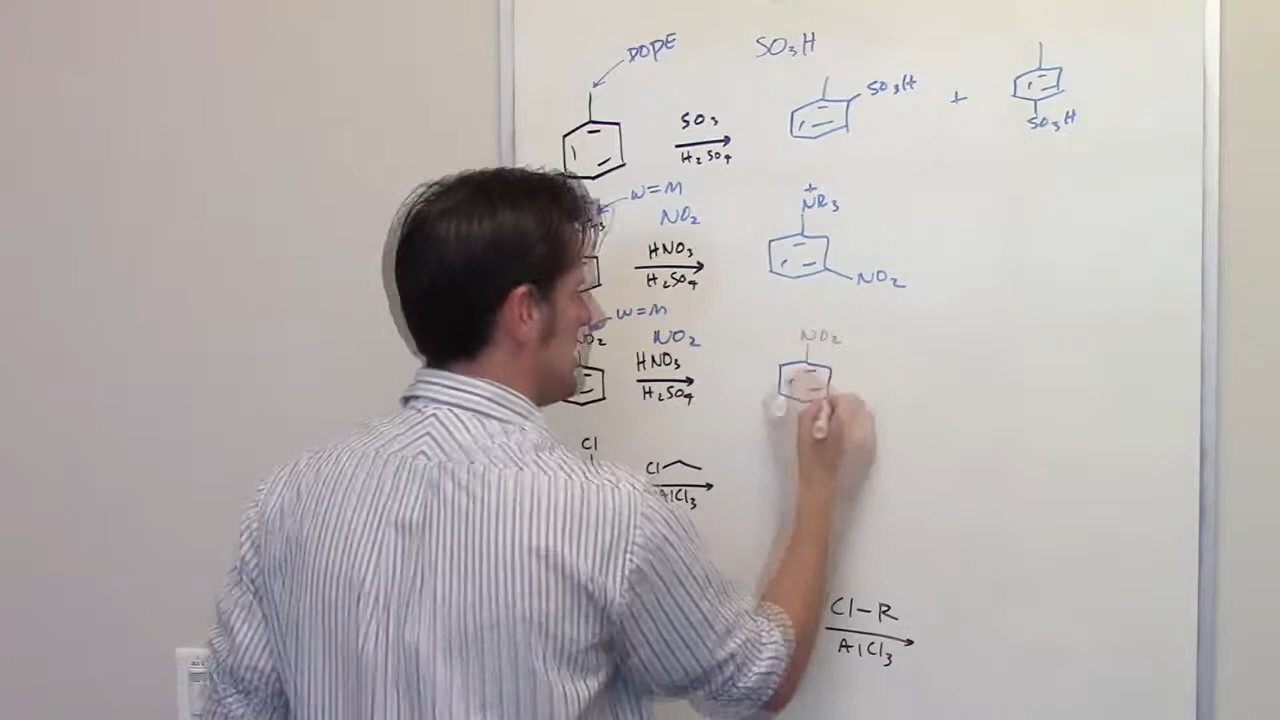 DOPE
SO3H
SO3
H2SO4
SO3H
+
SO3H
W=M
NO2
HNO3
H2SO4
+
NR3
NO2
W=M
NO2
HNO3
H2SO4
NO2
Cl
Cl
AlCl3
Cl-R
AlCl3